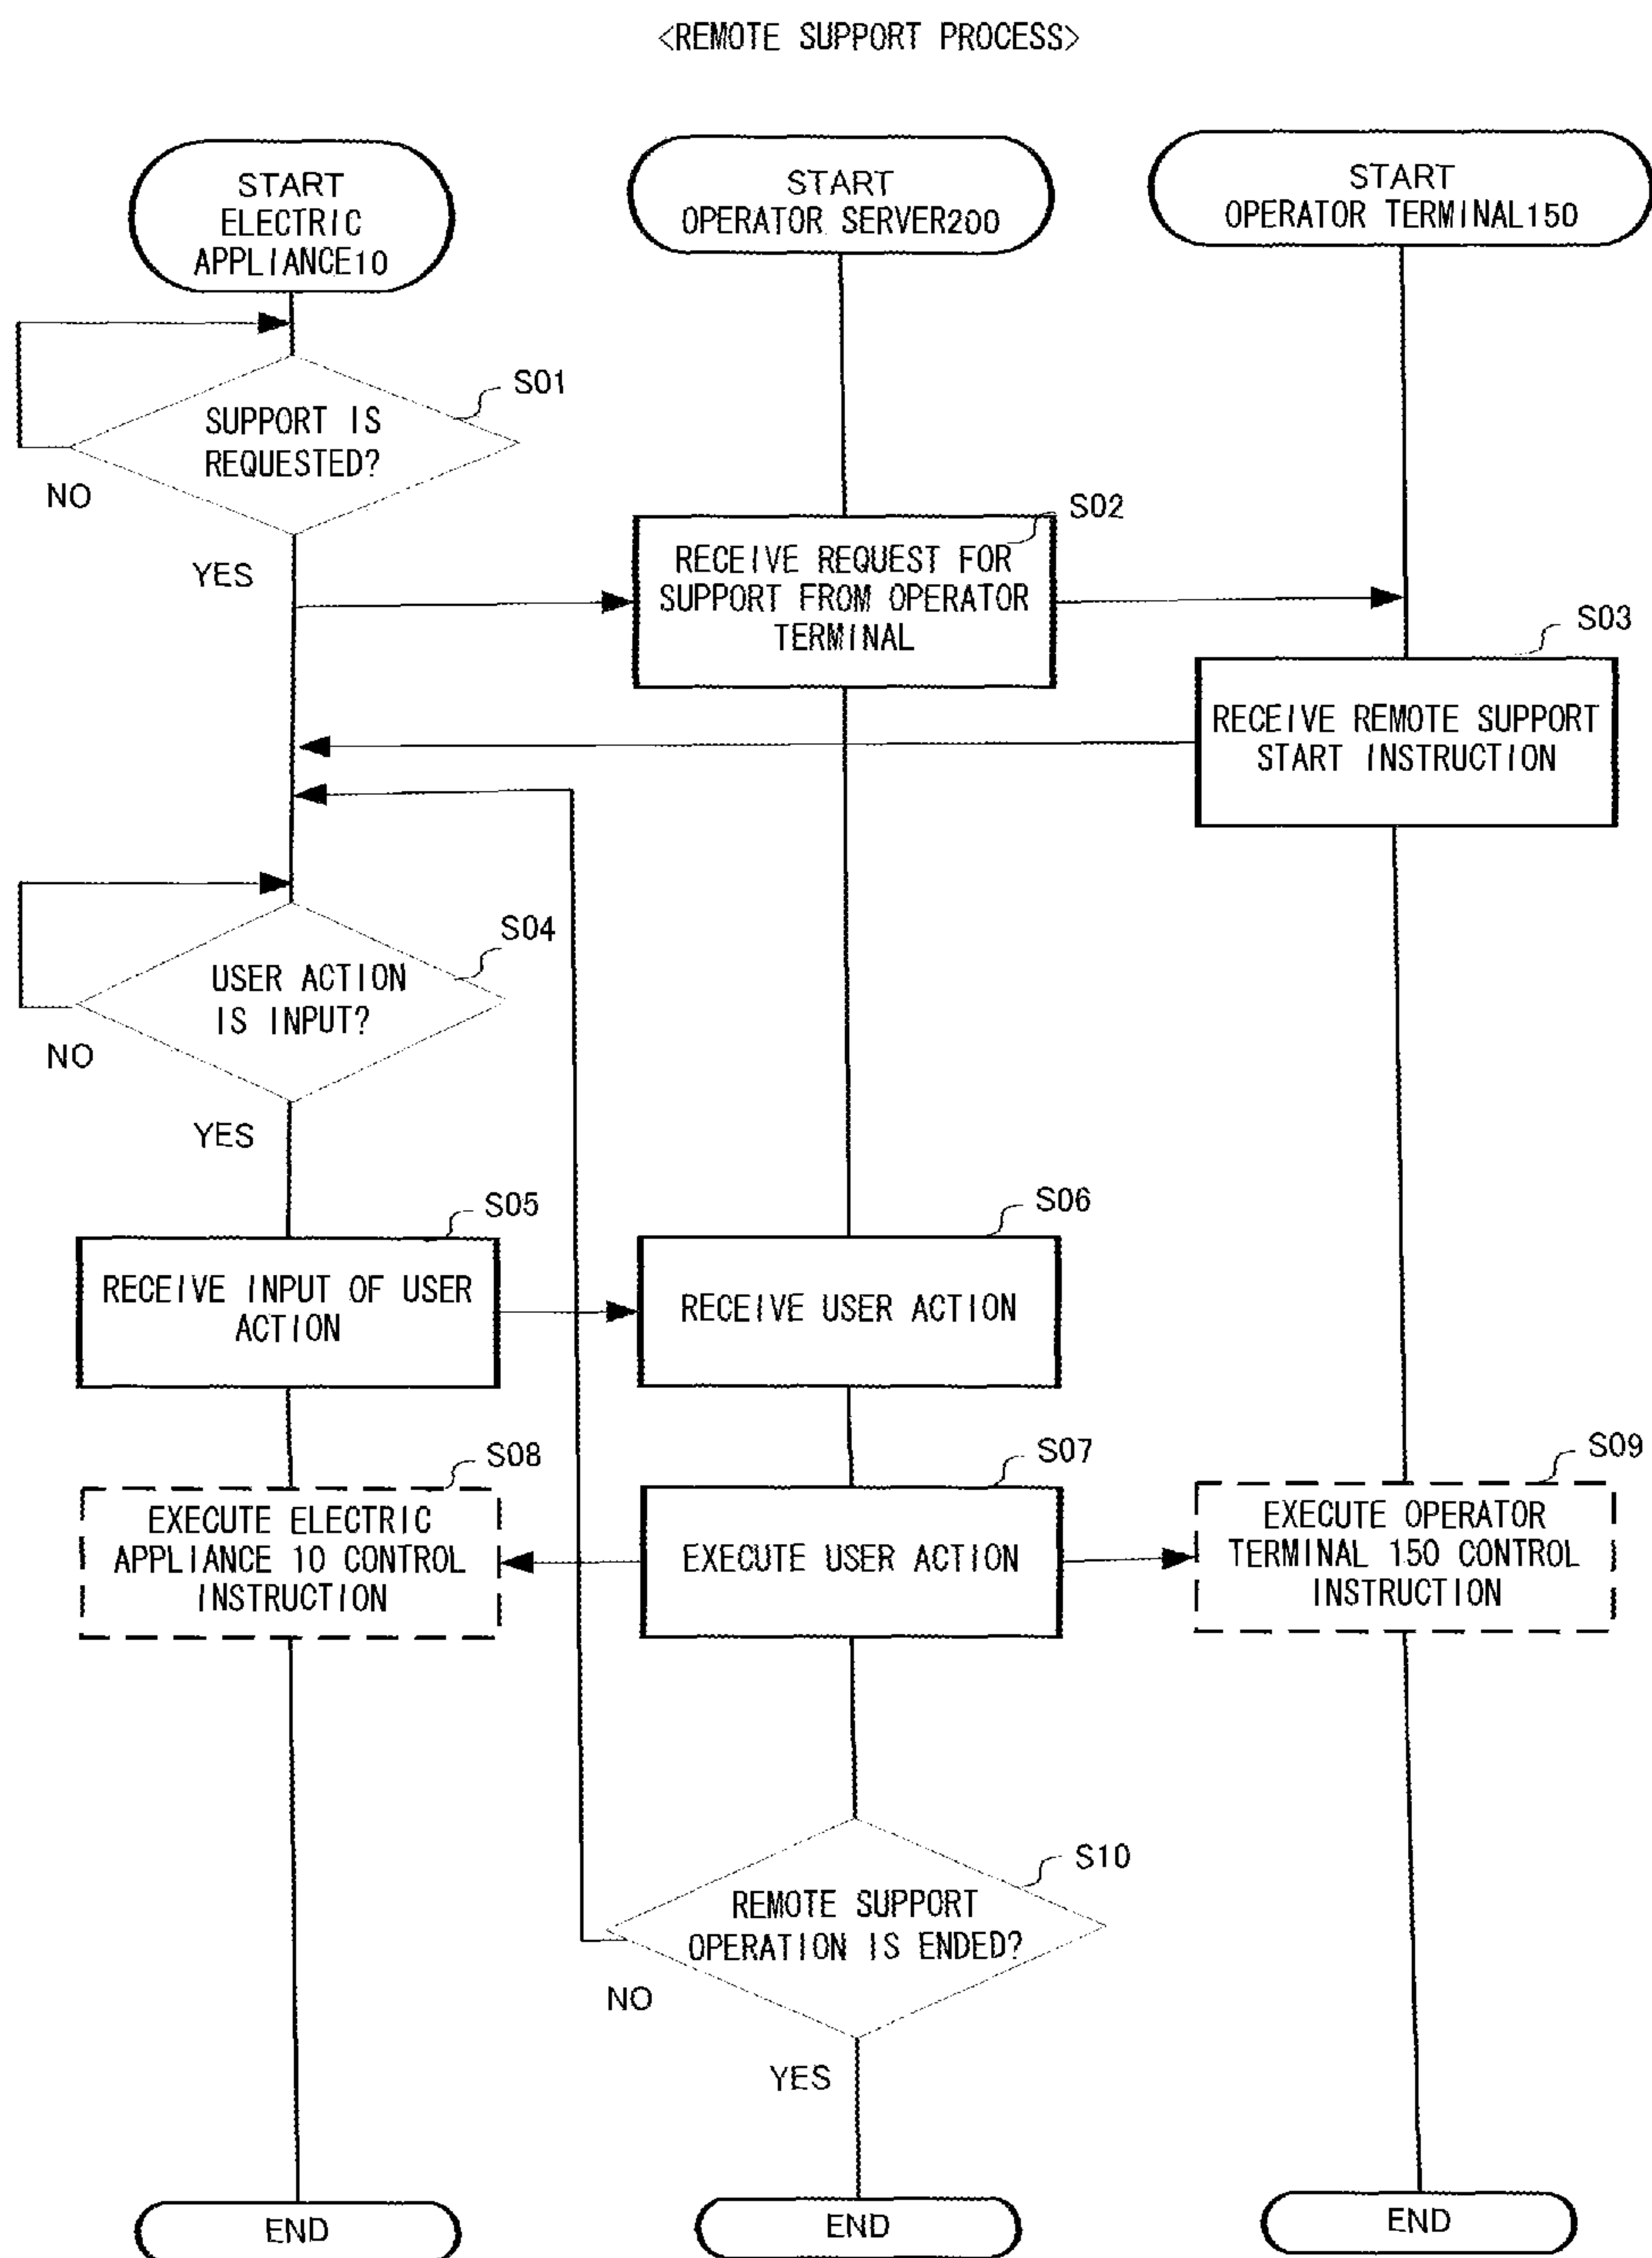 <REMOTE SUPPORT PROCESS>
START
ELECTRIC
APPLIANCE10
START
OPERATOR SERVER200
START
OPERATOR TERMINAL150
S01
SUPPORT IS
REQUESTED?
NO
YES
S02
RECEIVE REQUEST FOR
SUPPORT FROM OPERATOR
TERMINAL
S03
RECEIVE REMOTE SUPPORT
START INSTRUCTION
S04
USER ACTION
IS INPUT?
NO
YES
S05
RECEIVE INPUT OF USER
ACTION
S06
RECEIVE USER ACTION
S08
EXECUTE ELECTRIC
APPLIANCE 10 CONTROL
INSTRUCTION
S07
EXECUTE USER ACTION
S09
EXECUTE OPERATOR
TERMINAL 150 CONTROL
INSTRUCTION
S10
REMOTE SUPPORT
OPERATION IS ENDED?
NO
YES
END
END
END